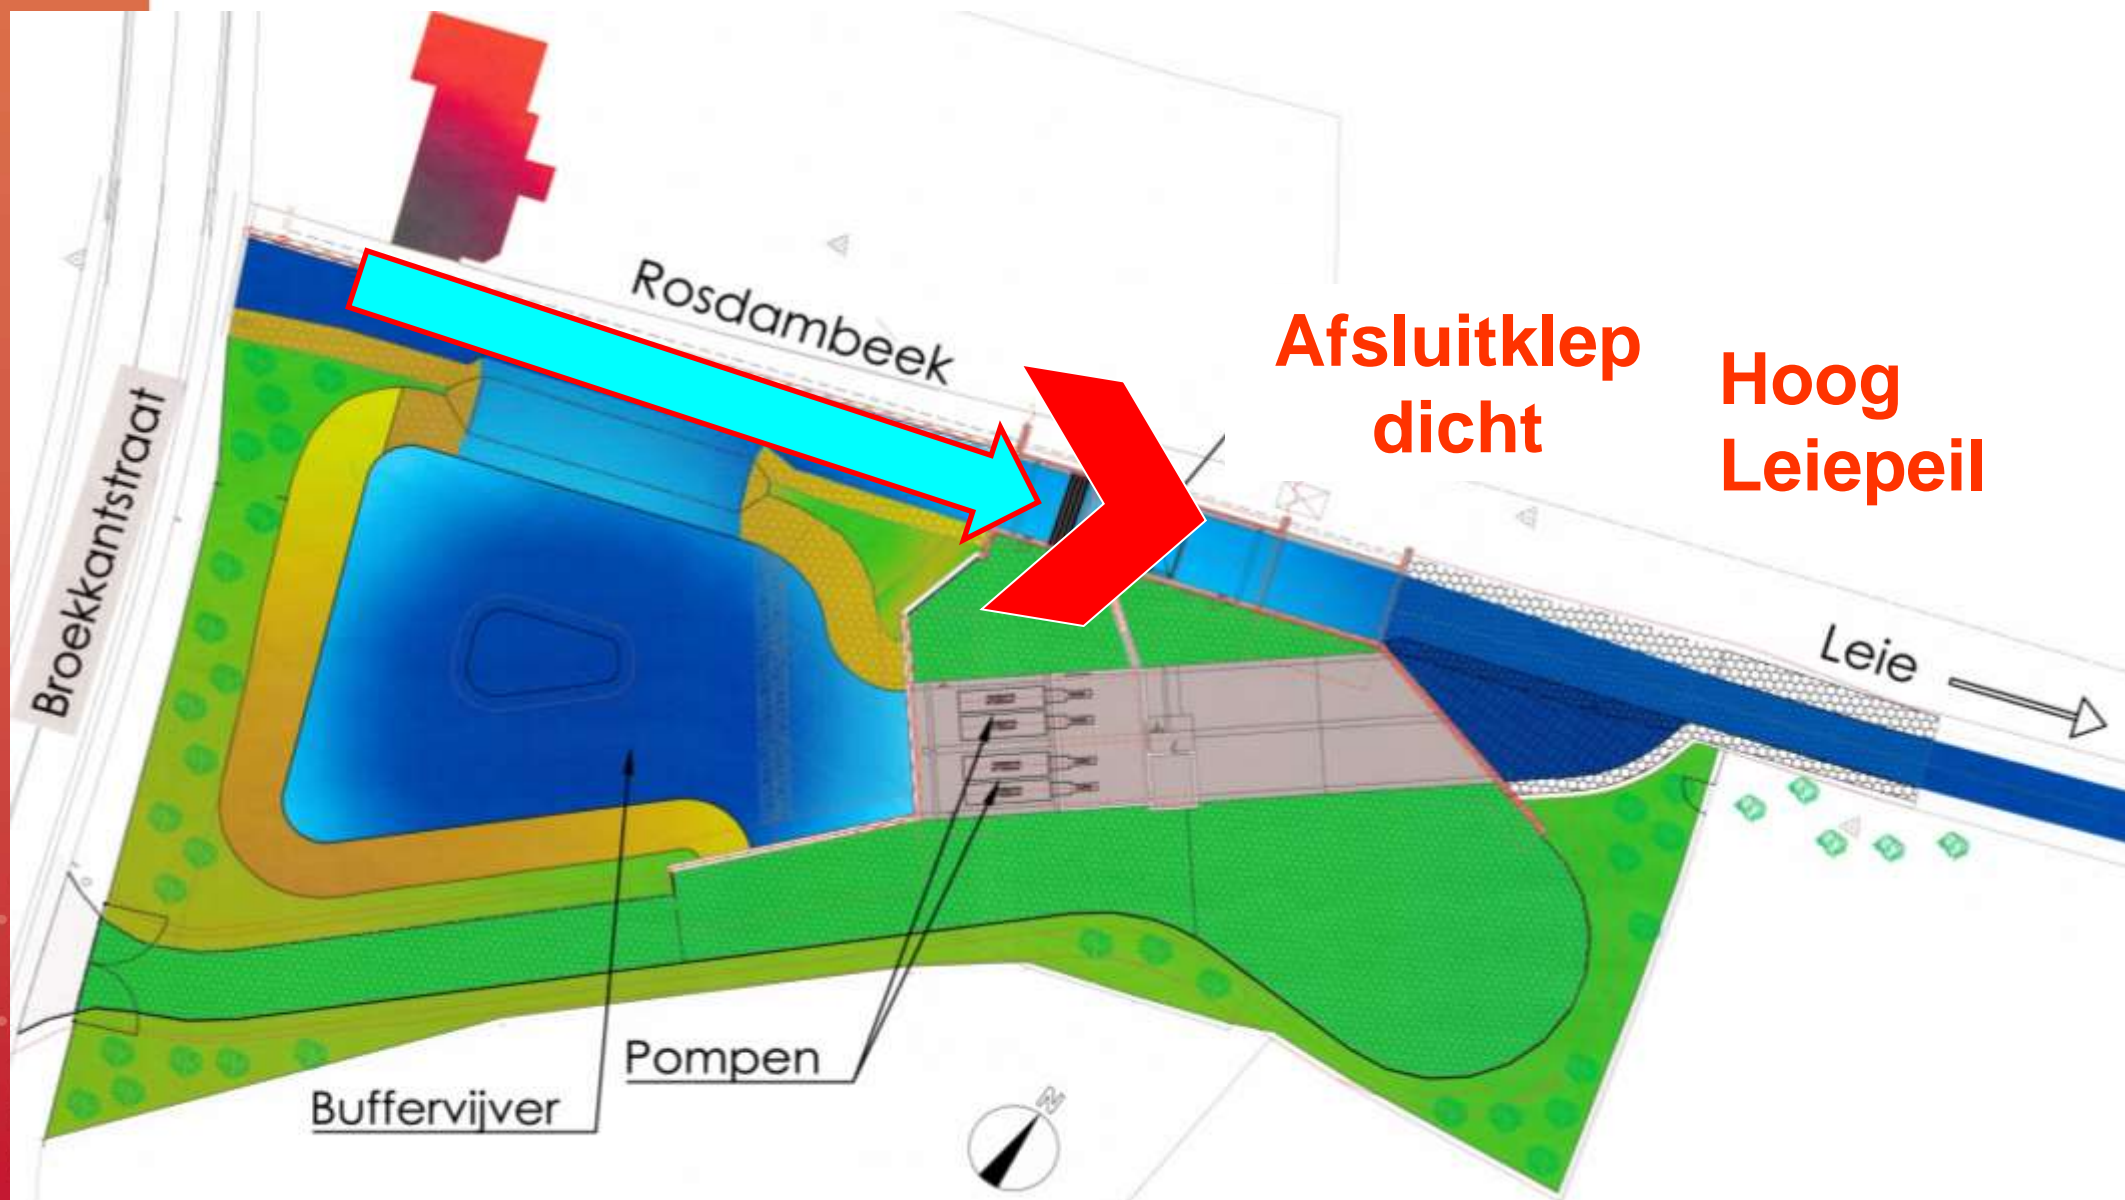 Rosdambeek
Afsluitklep
dicht
Hoog
Leiepeil
Broekkantstraat
Leie
Pompen
Buffervijver
N